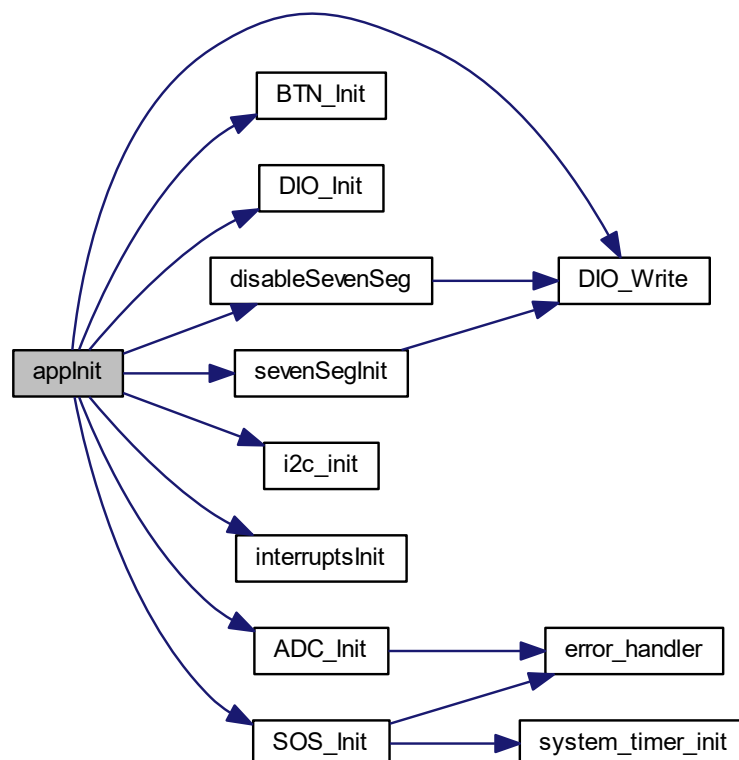 BTN_Init
DIO_Init
disableSevenSeg
DIO_Write
appInit
sevenSegInit
i2c_init
interruptsInit
ADC_Init
error_handler
SOS_Init
system_timer_init